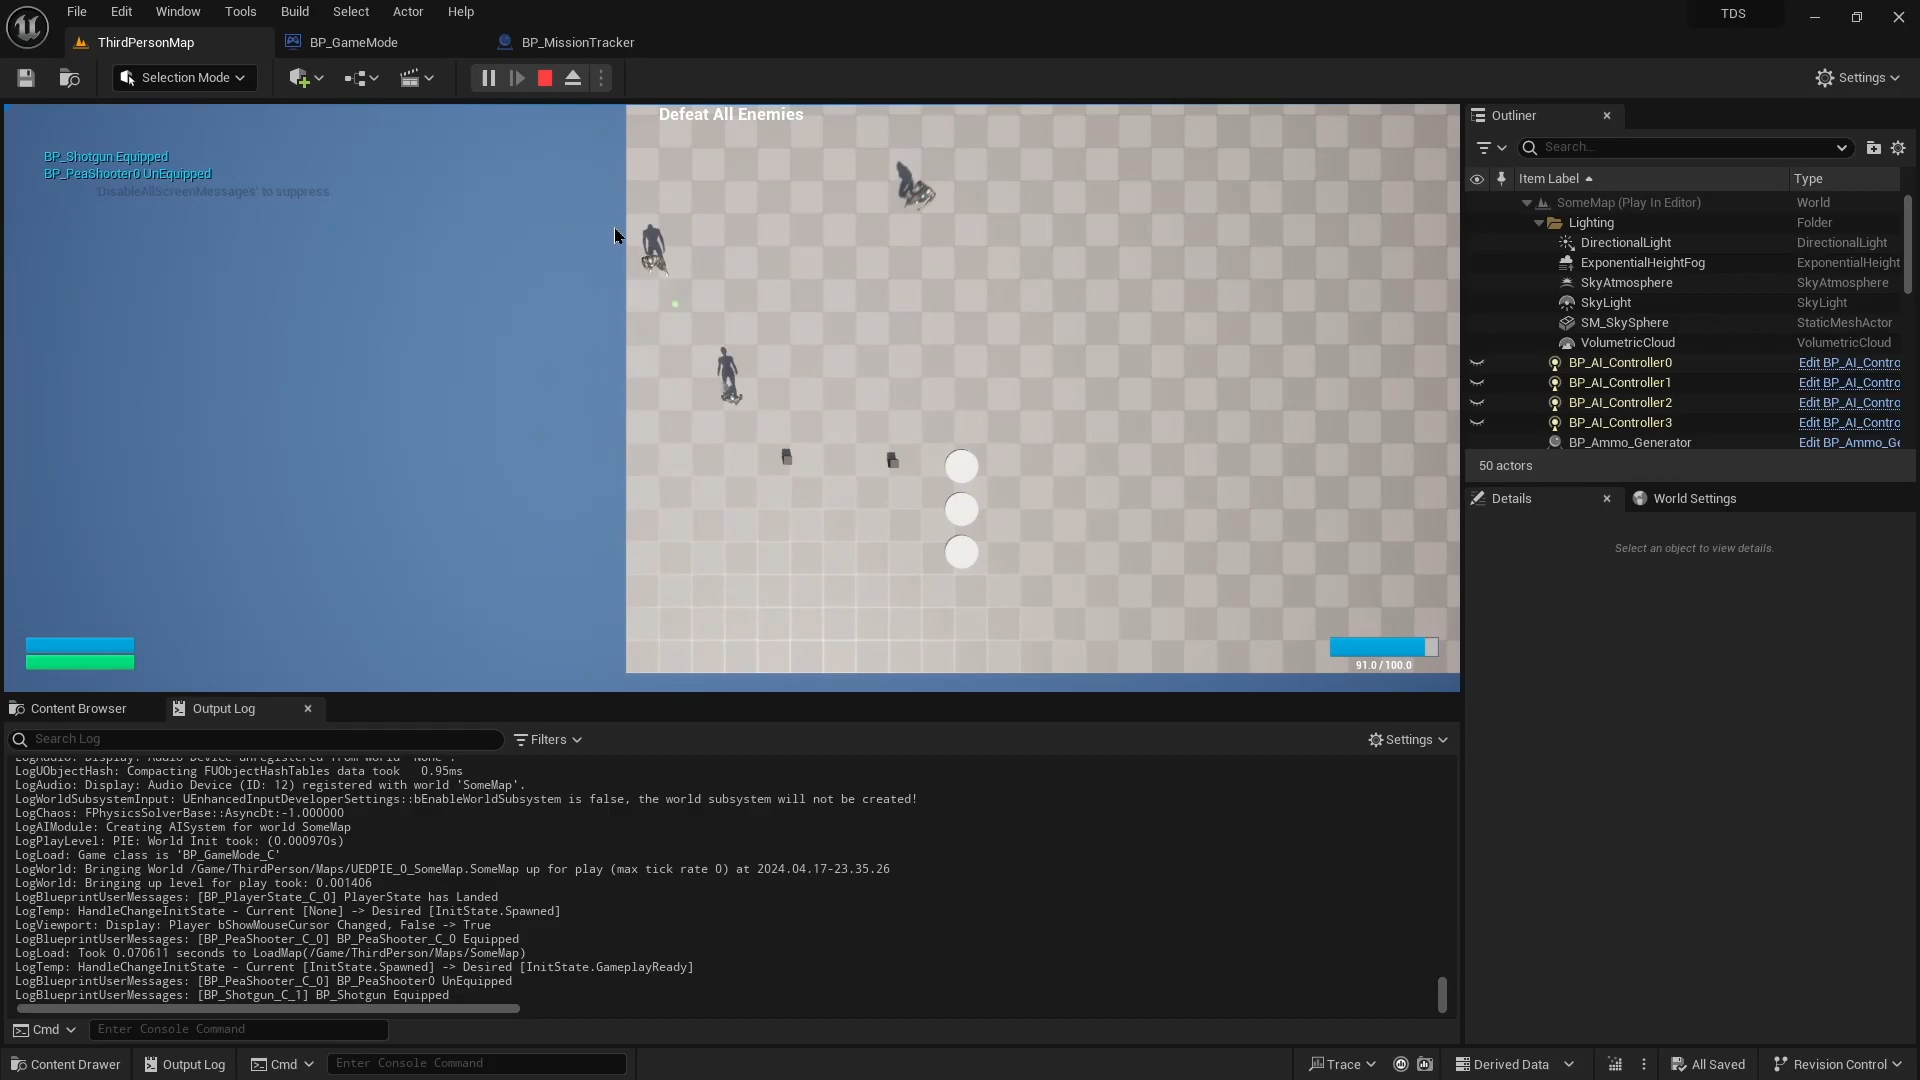 File Edit Window Tools Build Select Actor Help
TDS
ThirdPersonMap BP_GameMode BP_MissionTracker
Selection Mode
Settings
Defeat All Enemies
BP_Shotgun Equipped
BP_PeaShooter0 UnEquipped
'DisableAllScreenMessages' to suppress
91.0 / 100.0
Outliner
Search...
Item Label Type
SomeMap (Play In Editor) World
Lighting Folder
DirectionalLight DirectionalLight
ExponentialHeightFog ExponentialHeight
SkyAtmosphere SkyAtmosphere
SkyLight SkyLight
SM_SkySphere StaticMeshActor
VolumetricCloud VolumetricCloud
BP_AI_Controller0 Edit BP_AI_Contro
BP_AI_Controller1 Edit BP_AI_Contro
BP_AI_Controller2 Edit BP_AI_Contro
BP_AI_Controller3 Edit BP_AI_Contro
BP_Ammo_Generator Edit BP_Ammo_Ge
50 actors
Details World Settings
Select an object to view details.
Content Browser Output Log
Search Log Filters Settings
LogAudio: Display: Audio Device unregistered from world 'None'.
LogUObjectHash: Compacting FUObjectHashTables data took 0.95ms
LogAudio: Display: Audio Device (ID: 12) registered with world 'SomeMap'.
LogWorldSubsystemInput: UEnhancedInputDeveloperSettings::bEnableWorldSubsystem is false, the world subsystem will not be created!
LogChaos: FPhysicsSolverBase::AsyncDt:-1.000000
LogAIModule: Creating AISystem for world SomeMap
LogPlayLevel: PIE: World Init took: (0.000970s)
LogLoad: Game class is 'BP_GameMode_C'
LogWorld: Bringing World /Game/ThirdPerson/Maps/UEDPIE_0_SomeMap.SomeMap up for play (max tick rate 0) at 2024.04.17-23.35.26
LogWorld: Bringing up level for play took: 0.001406
LogBlueprintUserMessages: [BP_PlayerState_C_0] PlayerState has Landed
LogTemp: HandleChangeInitState - Current [None] -> Desired [InitState.Spawned]
LogViewport: Display: Player bShowMouseCursor Changed, False -> True
LogBlueprintUserMessages: [BP_PeaShooter_C_0] BP_PeaShooter_C_0 Equipped
LogLoad: Took 0.070611 seconds to LoadMap(/Game/ThirdPerson/Maps/SomeMap)
LogTemp: HandleChangeInitState - Current [InitState.Spawned] -> Desired [InitState.GameplayReady]
LogBlueprintUserMessages: [BP_PeaShooter_C_0] BP_PeaShooter0 UnEquipped
LogBlueprintUserMessages: [BP_Shotgun_C_1] BP_Shotgun Equipped
Cmd Enter Console Command
Content Drawer Output Log Cmd Enter Console Command Trace Derived Data All Saved Revision Control